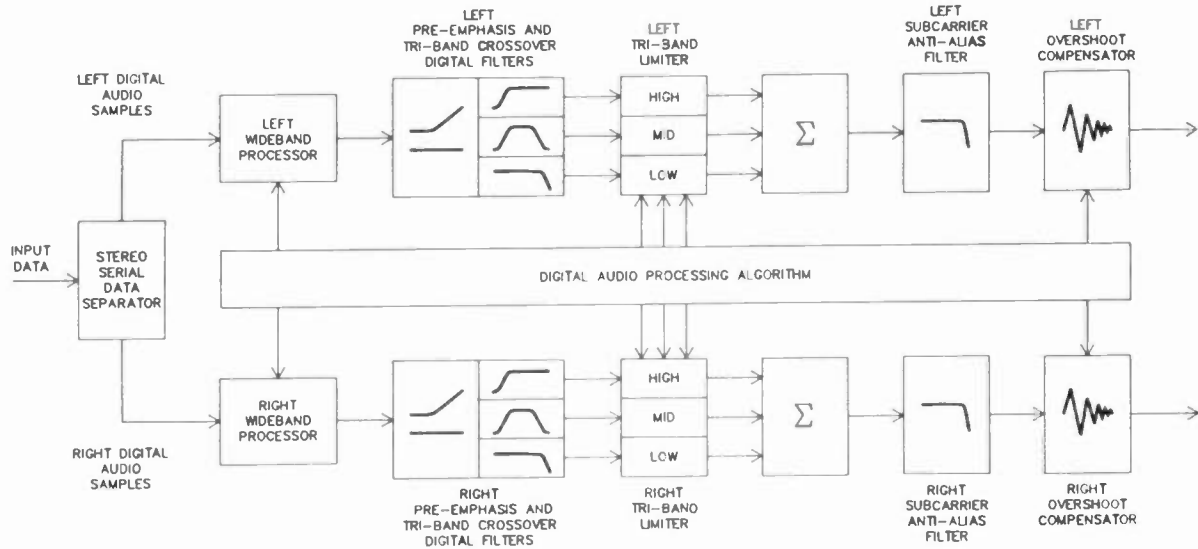 LEFT
PRE-EMPHASIS AND
TRI-BAND CROSSOVER
DIGITAL FILTERS
LEFT
TRI-BAND
LIMITER
LEFT
SUBCARRIER
ANTI-ALIAS
FILTER
LEFT
OVERSHOOT
COMPENSATOR
LEFT DIGITAL
AUDIO
SAMPLES
LEFT
WIDEBAND
PROCESSOR
HIGH
MID
LOW
Σ
INPUT
DATA
STEREO
SERIAL
DATA
SEPARATOR
DIGITAL AUDIO PROCESSING ALGORITHM
RIGHT
WIDEBAND
PROCESSOR
HIGH
MID
LOW
Σ
RIGHT DIGITAL
AUDIO
SAMPLES
RIGHT
PRE-EMPHASIS AND
TRI-BAND CROSSOVER
DIGITAL FILTERS
RIGHT
TRI-BAND
LIMITER
RIGHT
SUBCARRIER
ANTI-ALIAS
FILTER
RIGHT
OVERSHOOT
COMPENSATOR